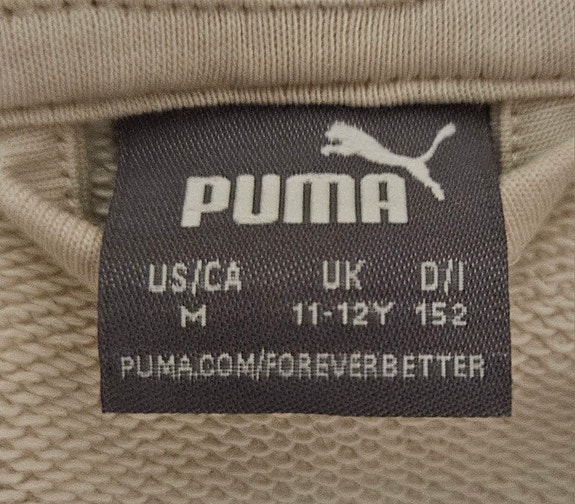 PUMA
US/CA UK D/I
M 11-12Y 152
PUMA.COM/FOREVERBETTER